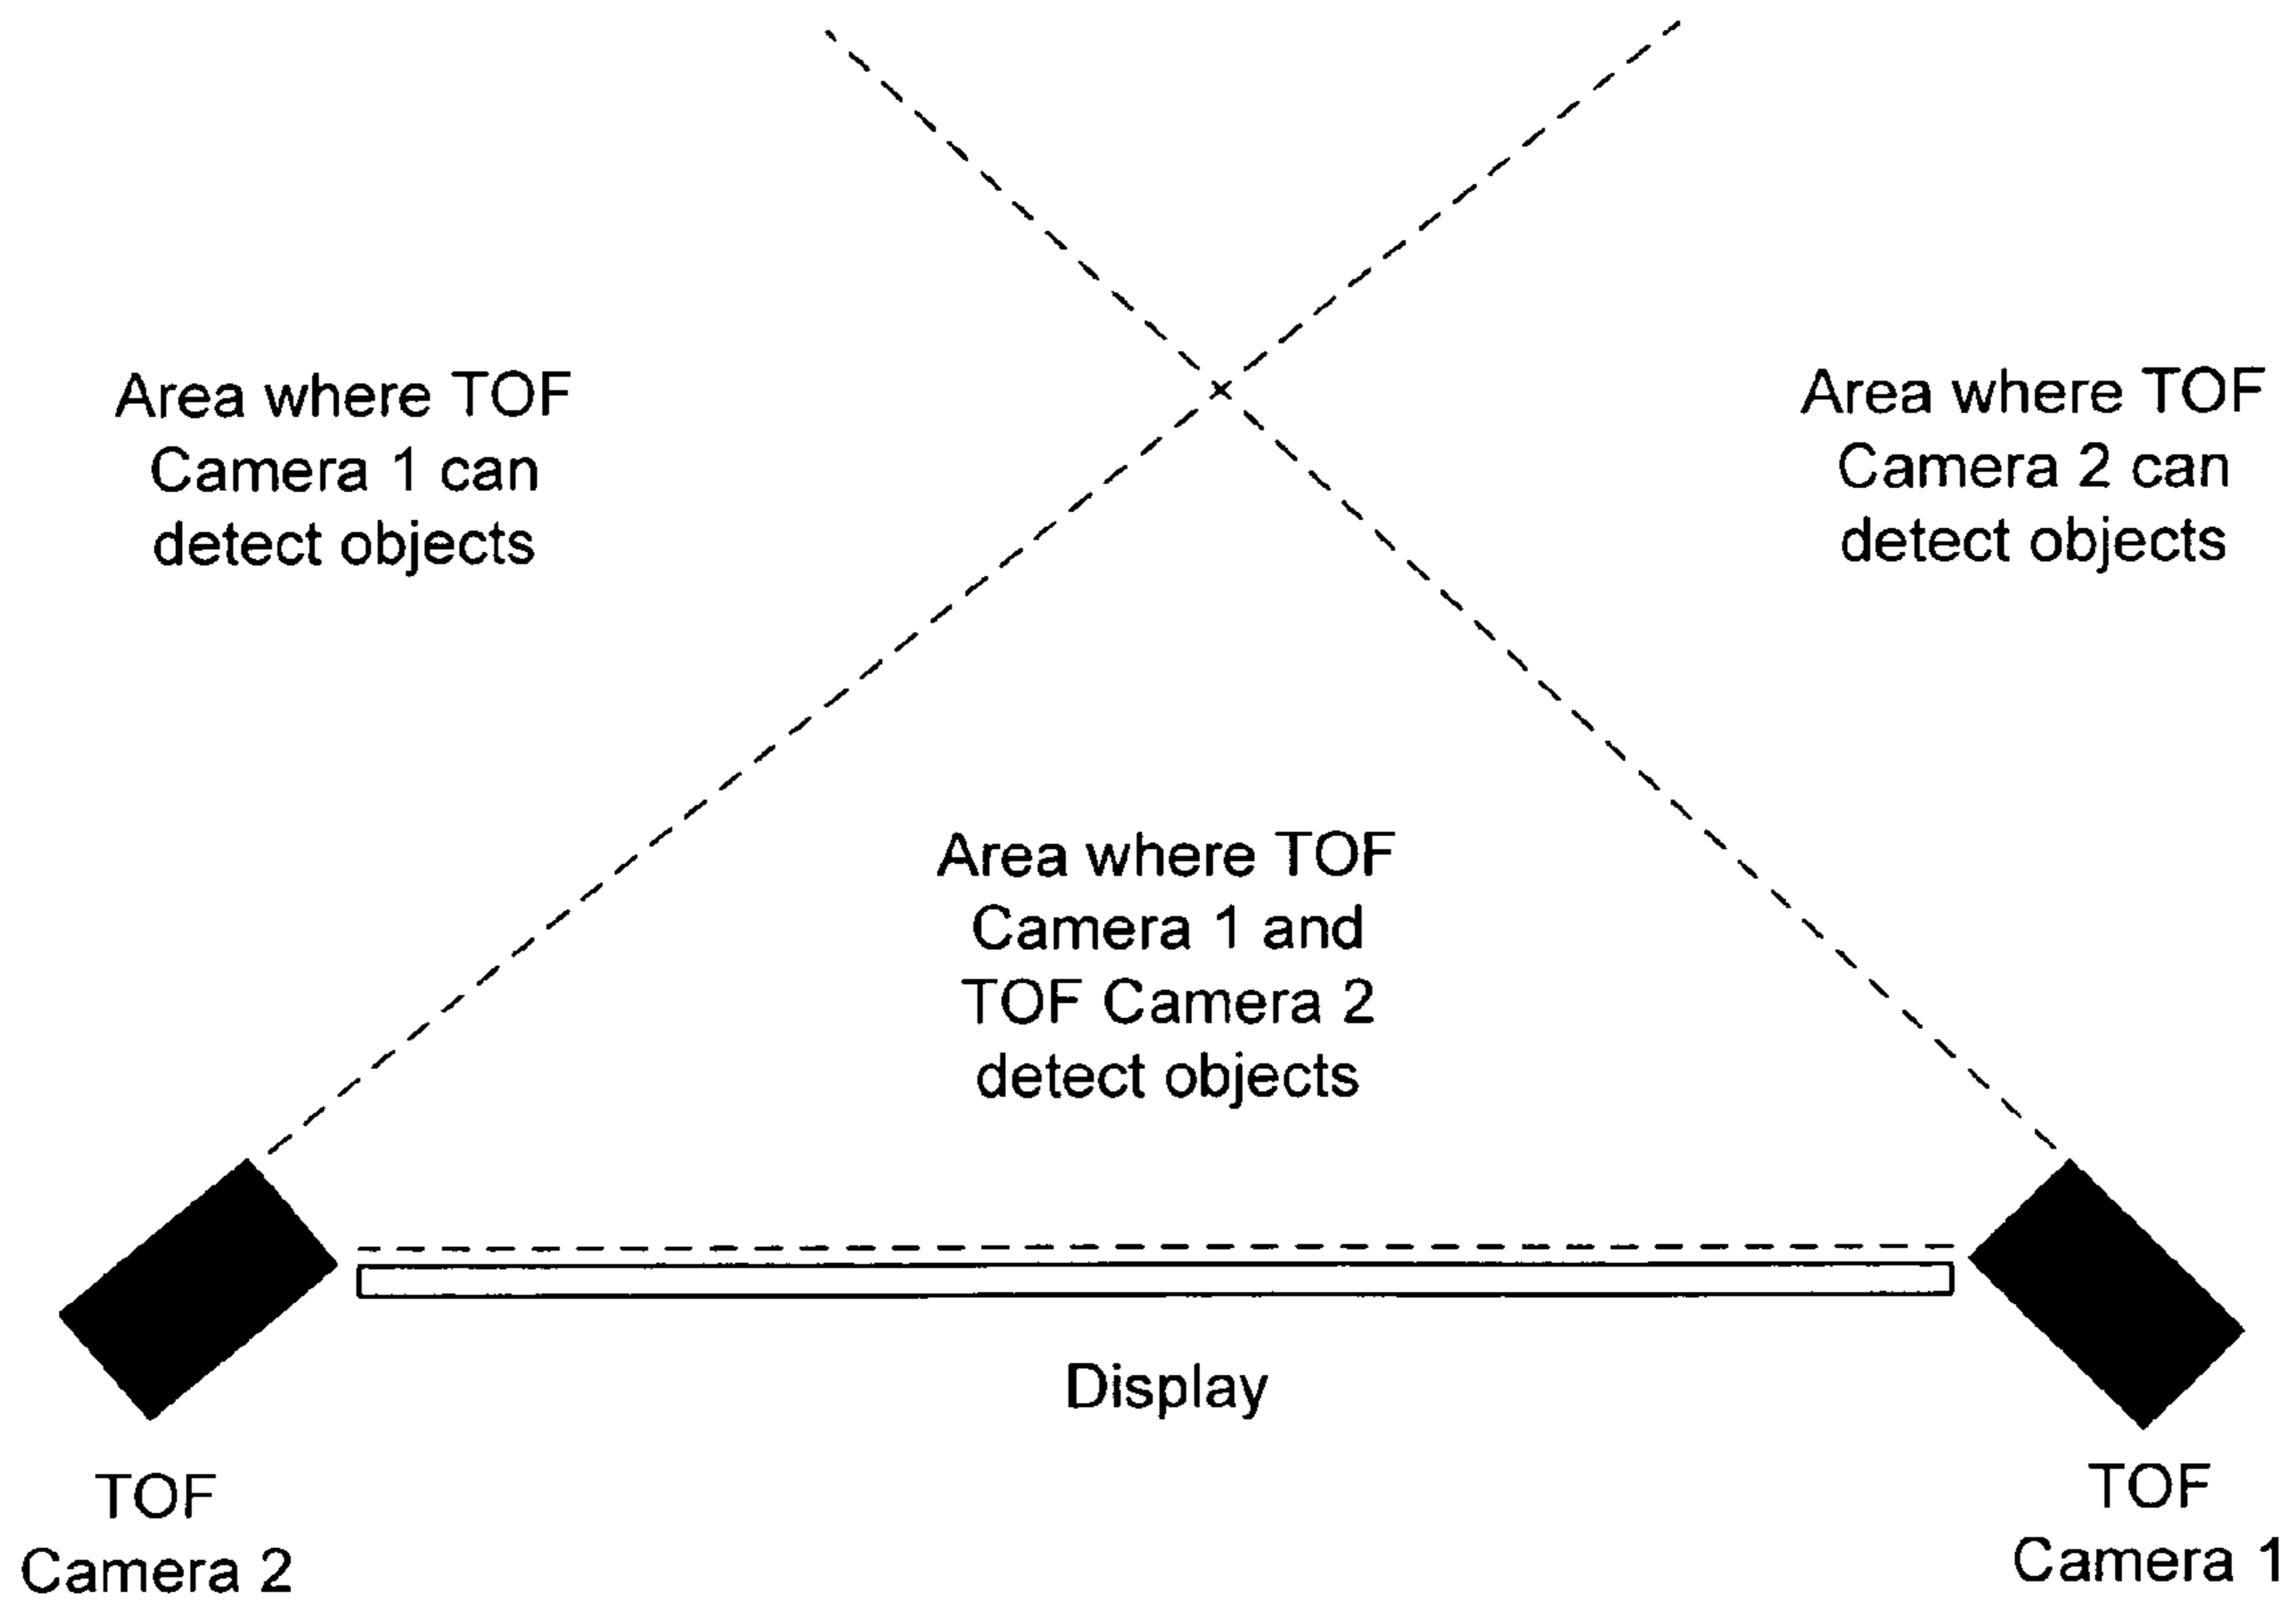 Area where TOF
Camera 1 can
detect objects
Area where TOF
Camera 2 can
detect objects
Area where TOF
Camera 1 and
TOF Camera 2
detect objects
Display
TOF
Camera 2
TOF
Camera 1